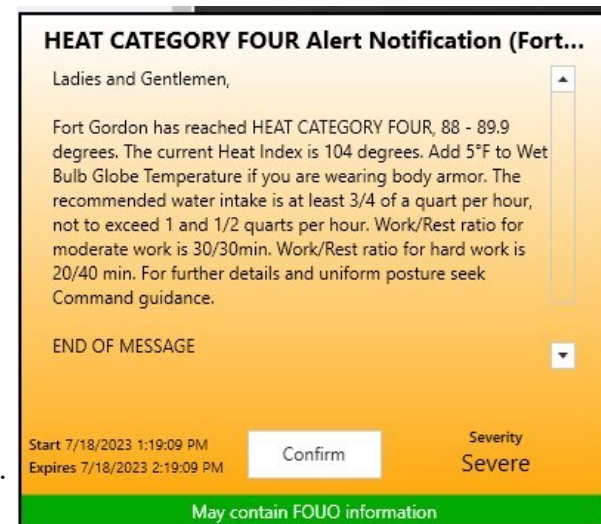 HEAT CATEGORY FOUR Alert Notification (Fort...
Ladies and Gentlemen,
Fort Gordon has reached HEAT CATEGORY FOUR, 88 - 89.9
degrees. The current Heat Index is 104 degrees. Add 5°F to Wet
Bulb Globe Temperature if you are wearing body armor. The
recommended water intake is at least 3/4 of a quart per hour,
not to exceed 1 and 1/2 quarts per hour. Work/Rest ratio for
moderate work is 30/30min. Work/Rest ratio for hard work is
20/40 min. For further details and uniform posture seek
Command guidance.
END OF MESSAGE
Start 7/18/2023 1:19:09 PM
Expires 7/18/2023 2:19:09 PM
Confirm
Severity
Severe
May contain FOUO information
.